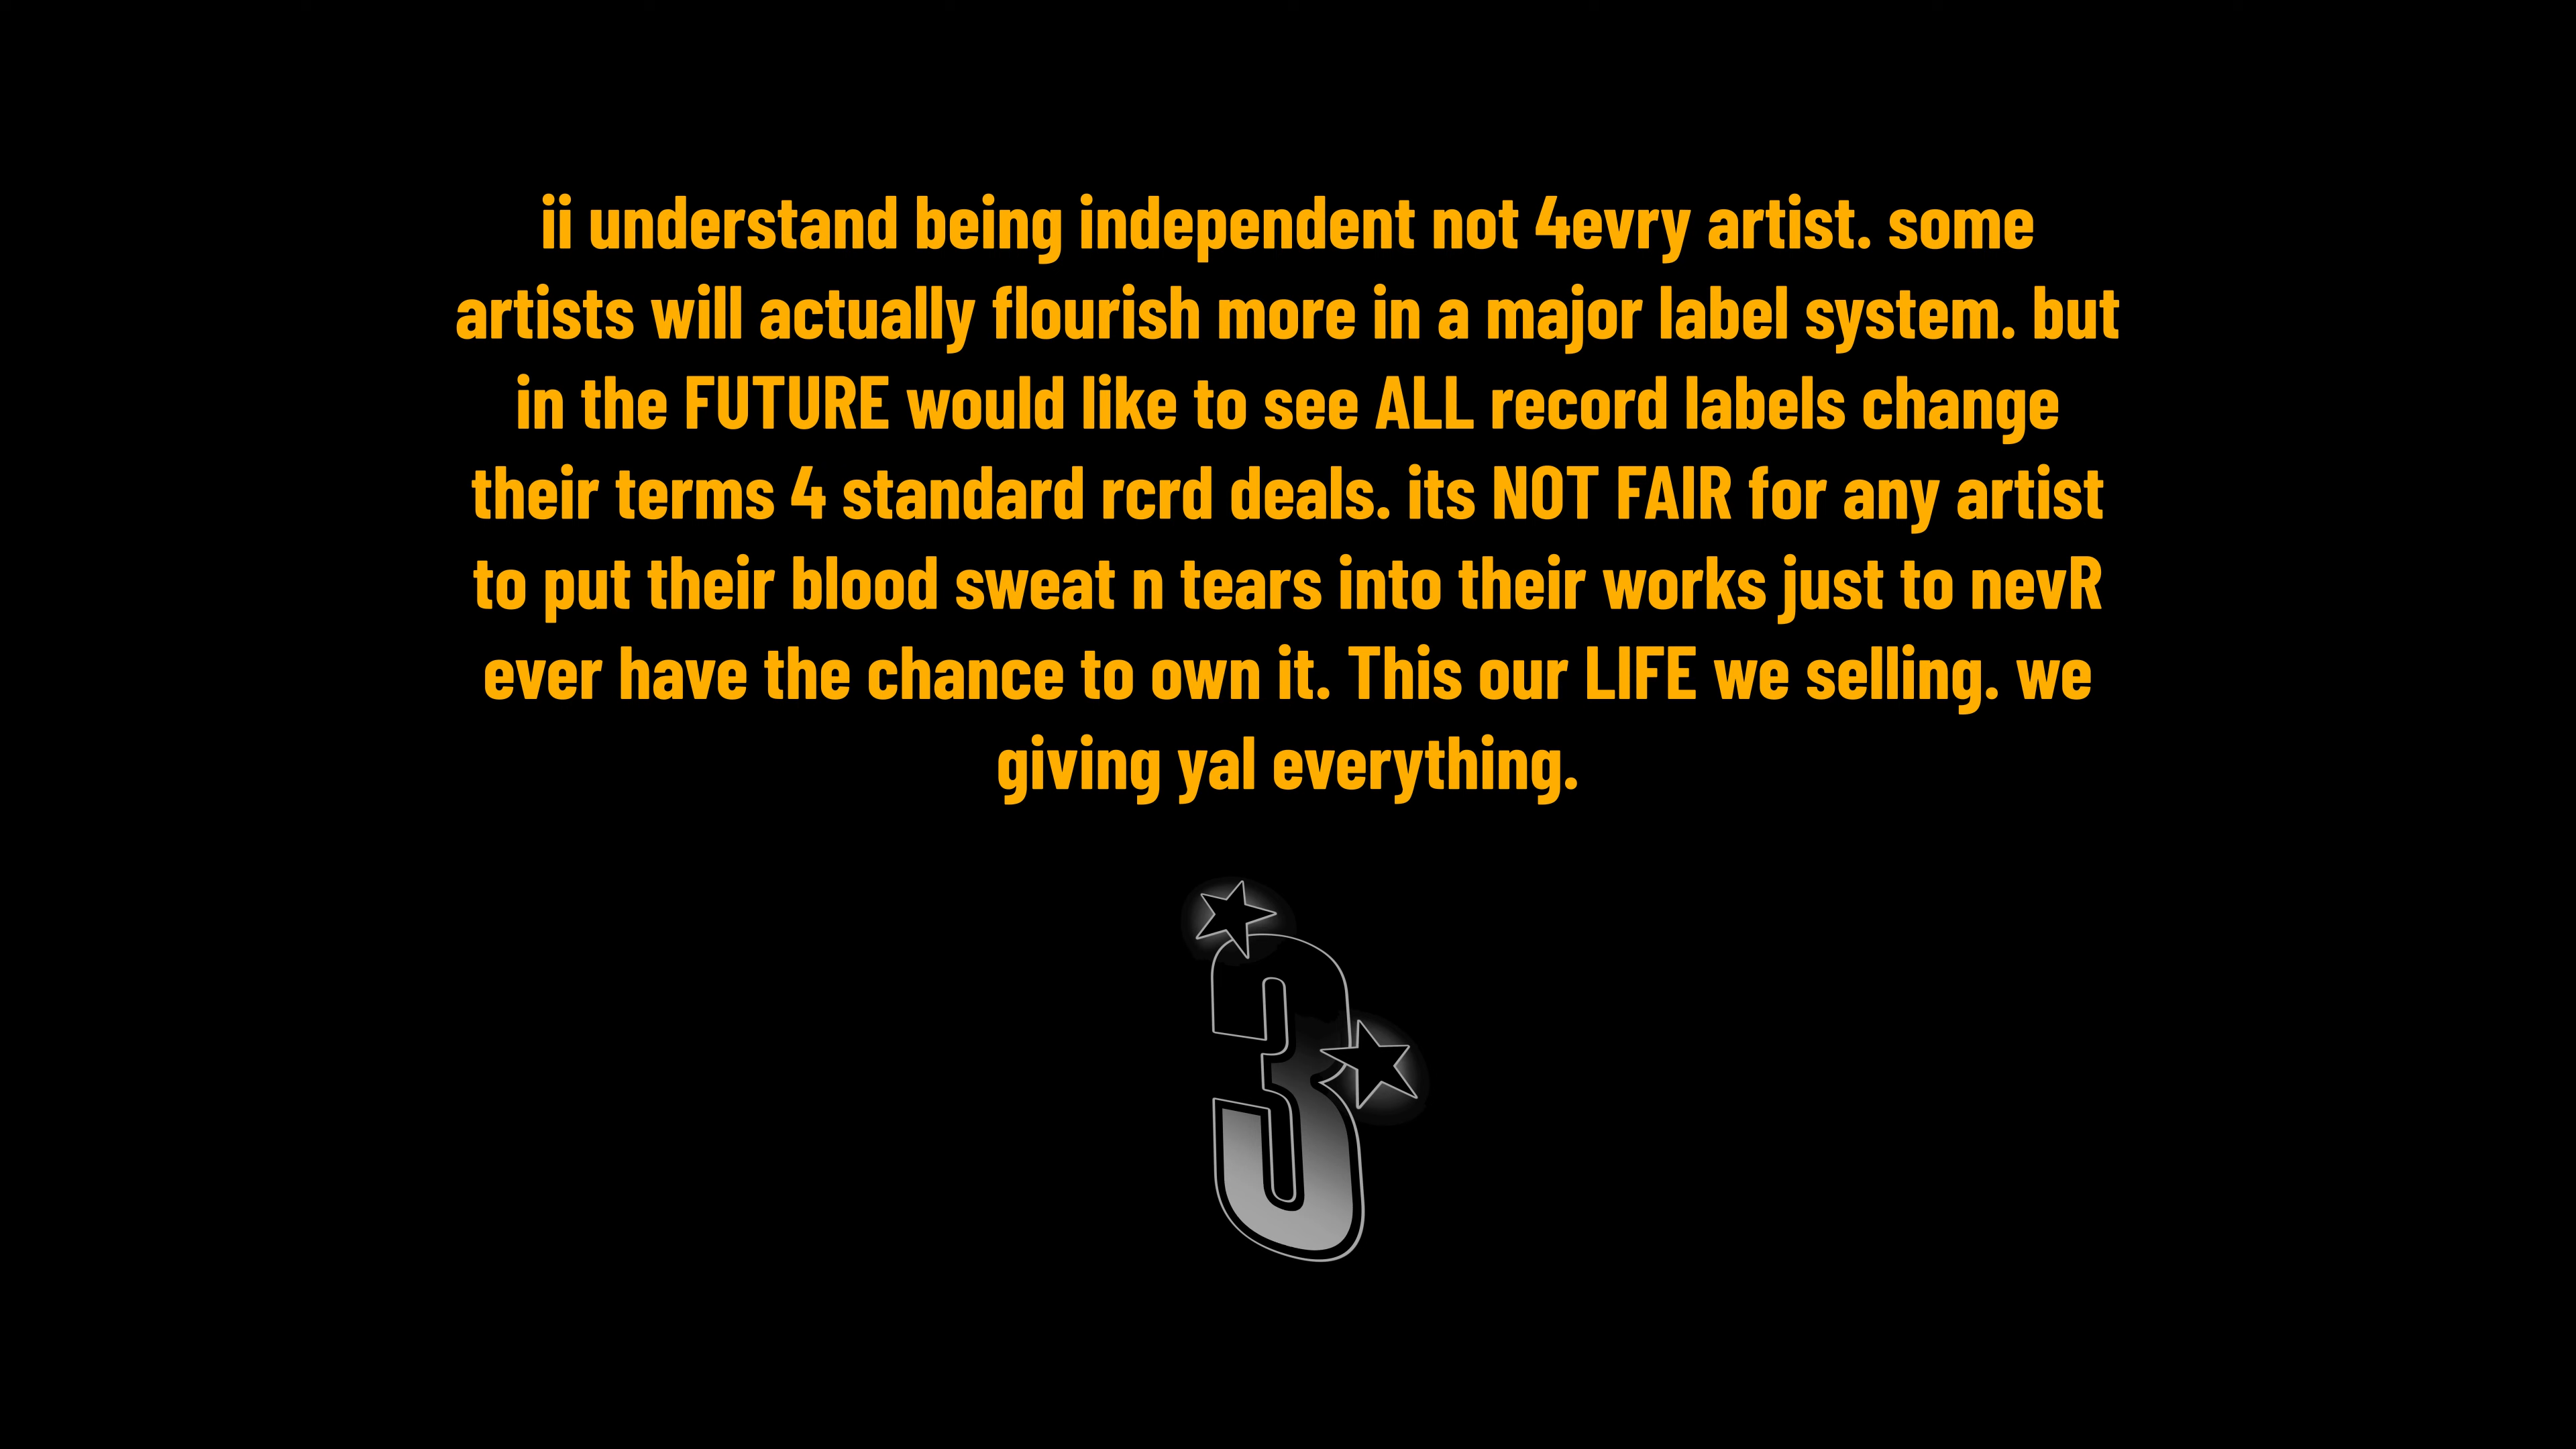 ii understand being independent not 4evry artist. some
artists will actually flourish more in a major label system. but
in the FUTURE would like to see ALL record labels change
their terms 4 standard rcrd deals. its NOT FAIR for any artist
to put their blood sweat n tears into their works just to nevR
ever have the chance to own it. This our LIFE we selling. we
giving yal everything.
3